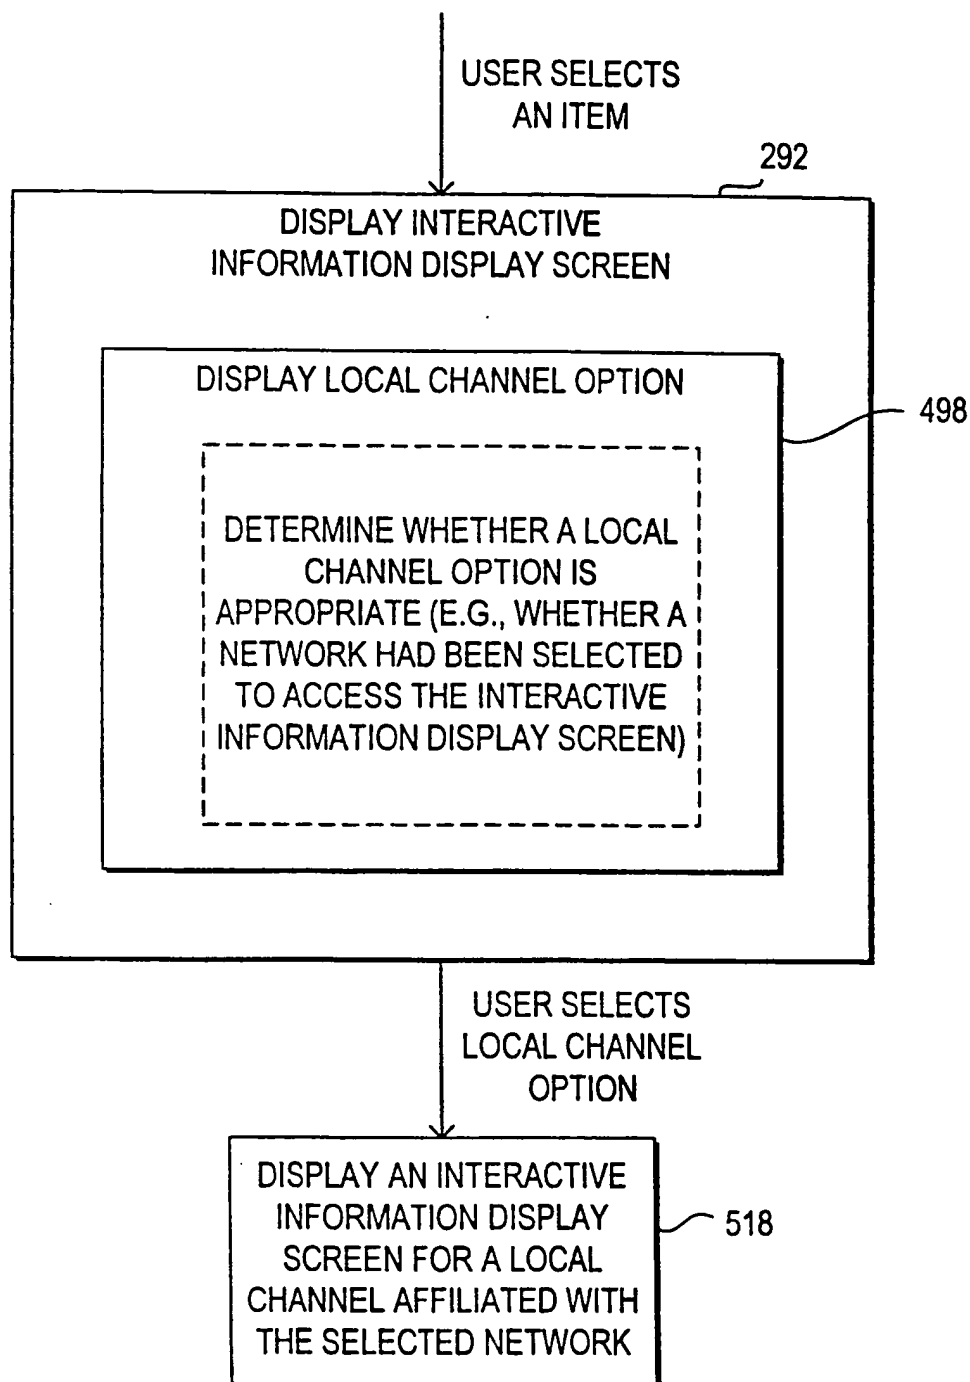 USER SELECTS
AN ITEM
292
DISPLAY INTERACTIVE
INFORMATION DISPLAY SCREEN
DISPLAY LOCAL CHANNEL OPTION
498
DETERMINE WHETHER A LOCAL
CHANNEL OPTION IS
APPROPRIATE (E.G., WHETHER A
NETWORK HAD BEEN SELECTED
TO ACCESS THE INTERACTIVE
INFORMATION DISPLAY SCREEN)
USER SELECTS
LOCAL CHANNEL
OPTION
DISPLAY AN INTERACTIVE
INFORMATION DISPLAY
SCREEN FOR A LOCAL
CHANNEL AFFILIATED WITH
THE SELECTED NETWORK
518